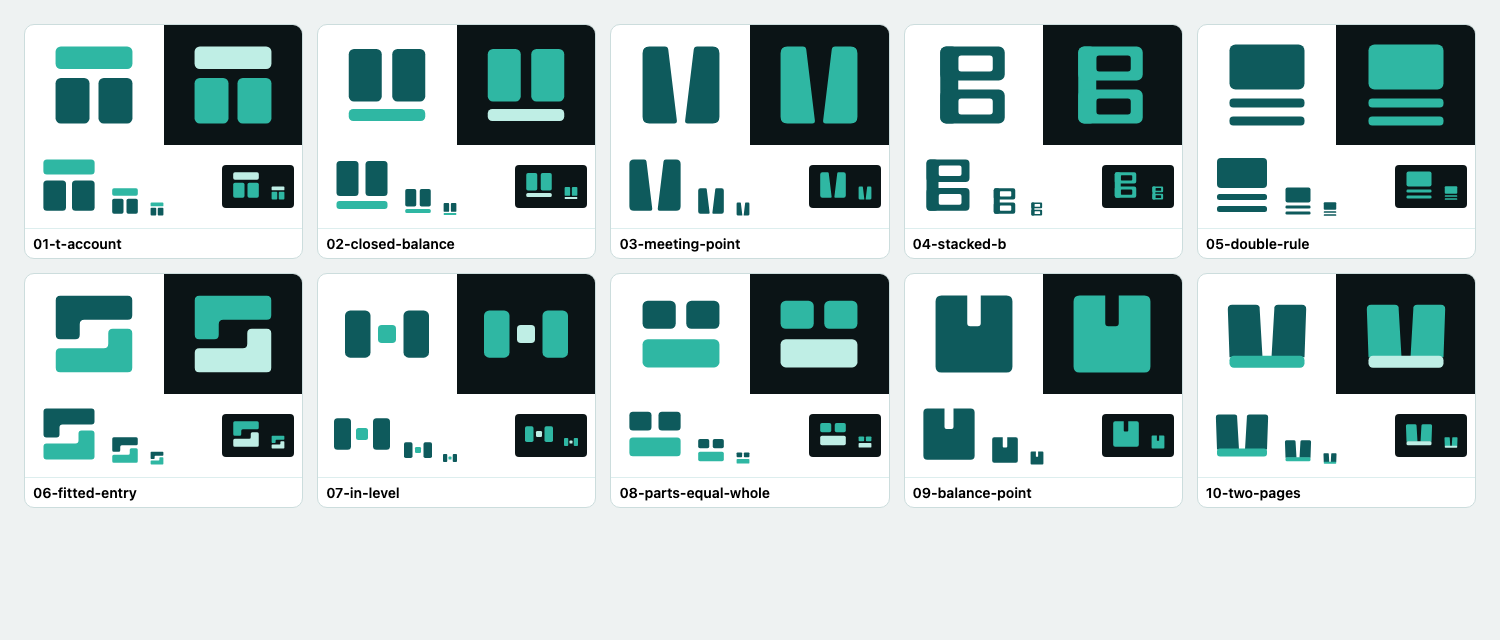 01-t-account
02-closed-balance
03-meeting-point
04-stacked-b
05-double-rule
06-fitted-entry
07-in-level
08-parts-equal-whole
09-balance-point
10-two-pages